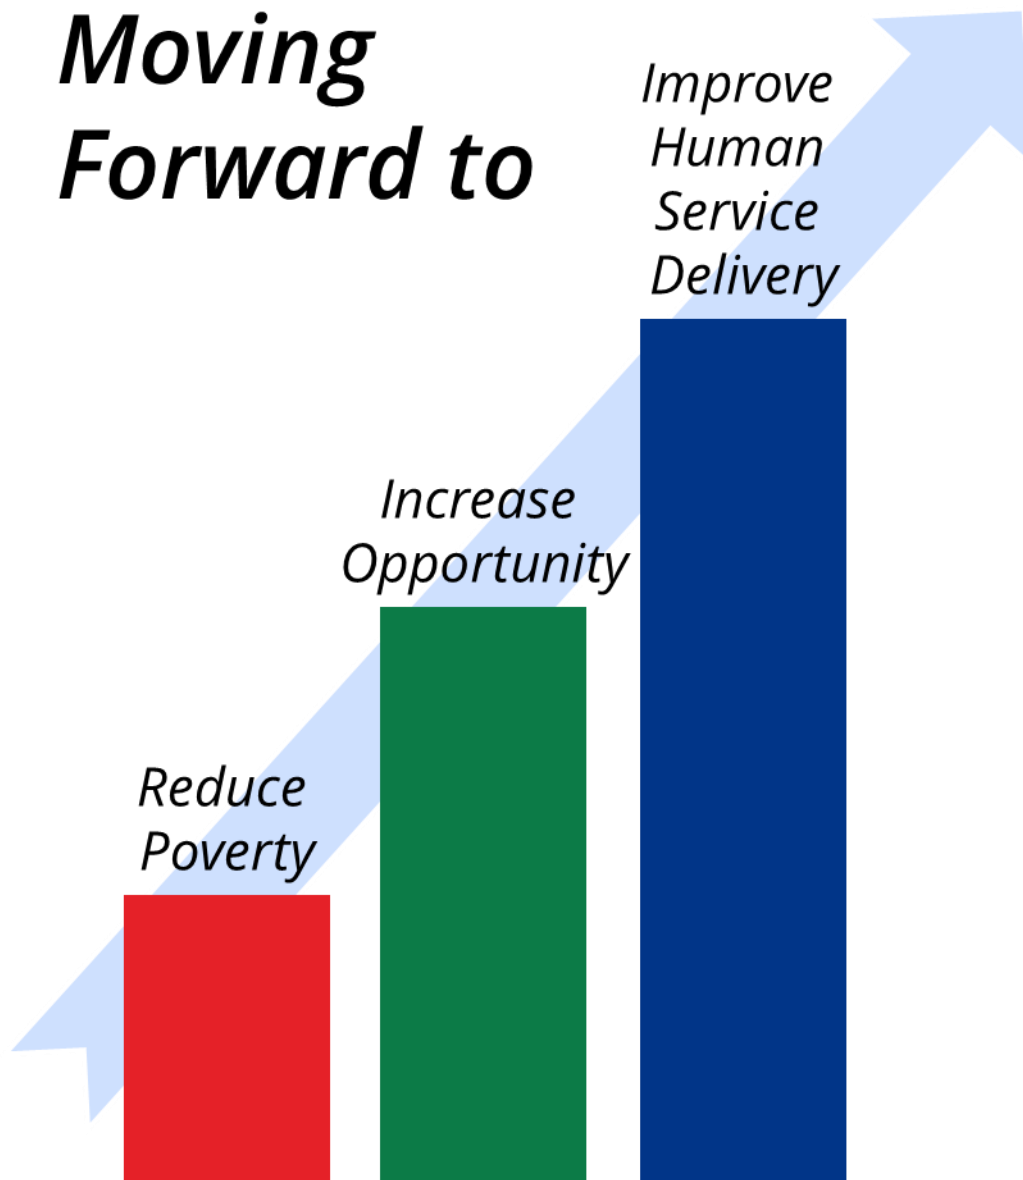 Moving
Forward to
Improve
Human
Service
Delivery
Increase
Opportunity
Reduce
Poverty